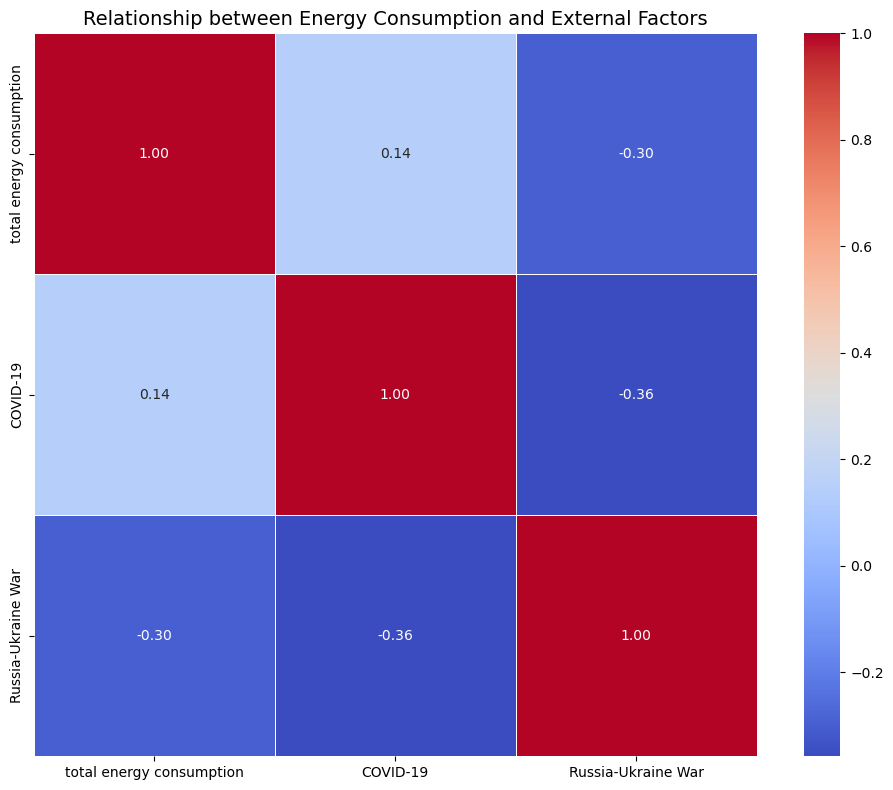 Relationship between Energy Consumption and External Factors
total energy consumption
1.00
0.14
-0.30
COVID-19
0.14
1.00
-0.36
Russia-Ukraine War
-0.30
-0.36
1.00
total energy consumption
COVID-19
Russia-Ukraine War
1.0
0.8
0.6
0.4
0.2
0.0
−0.2